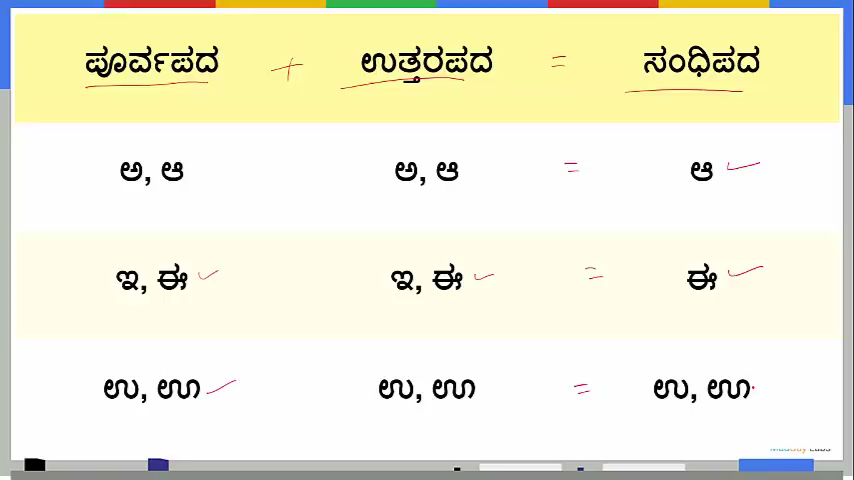 ಪೂರ್ವಪದ + ಉತ್ತರಪದ = ಸಂಧಿಪದ
ಅ, ಆ ಅ, ಆ = ಆ
ಇ, ಈ ಇ, ಈ = ಈ
ಉ, ಊ ಉ, ಊ = ಉ, ಊ